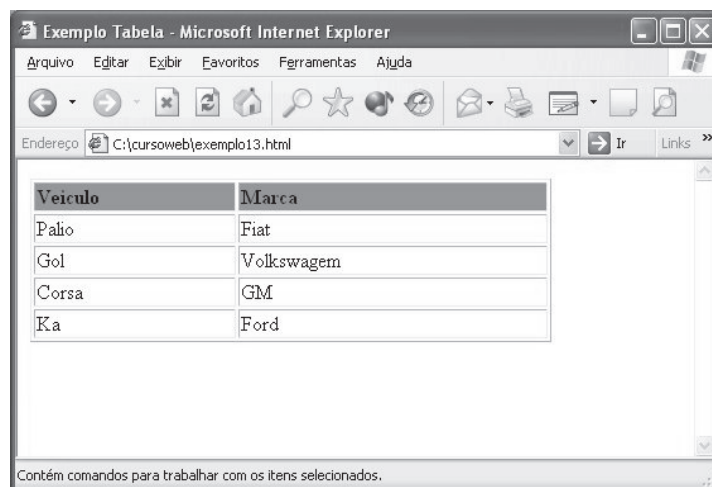 Exemplo Tabela - Microsoft Internet Explorer
Arquivo Editar Exibir Favoritos Ferramentas Ajuda
Endereço C:\cursoweb\exemplo13.html Ir Links »
Veiculo Marca
Palio Fiat
Gol Volkswagem
Corsa GM
Ka Ford
Contém comandos para trabalhar com os itens selecionados.